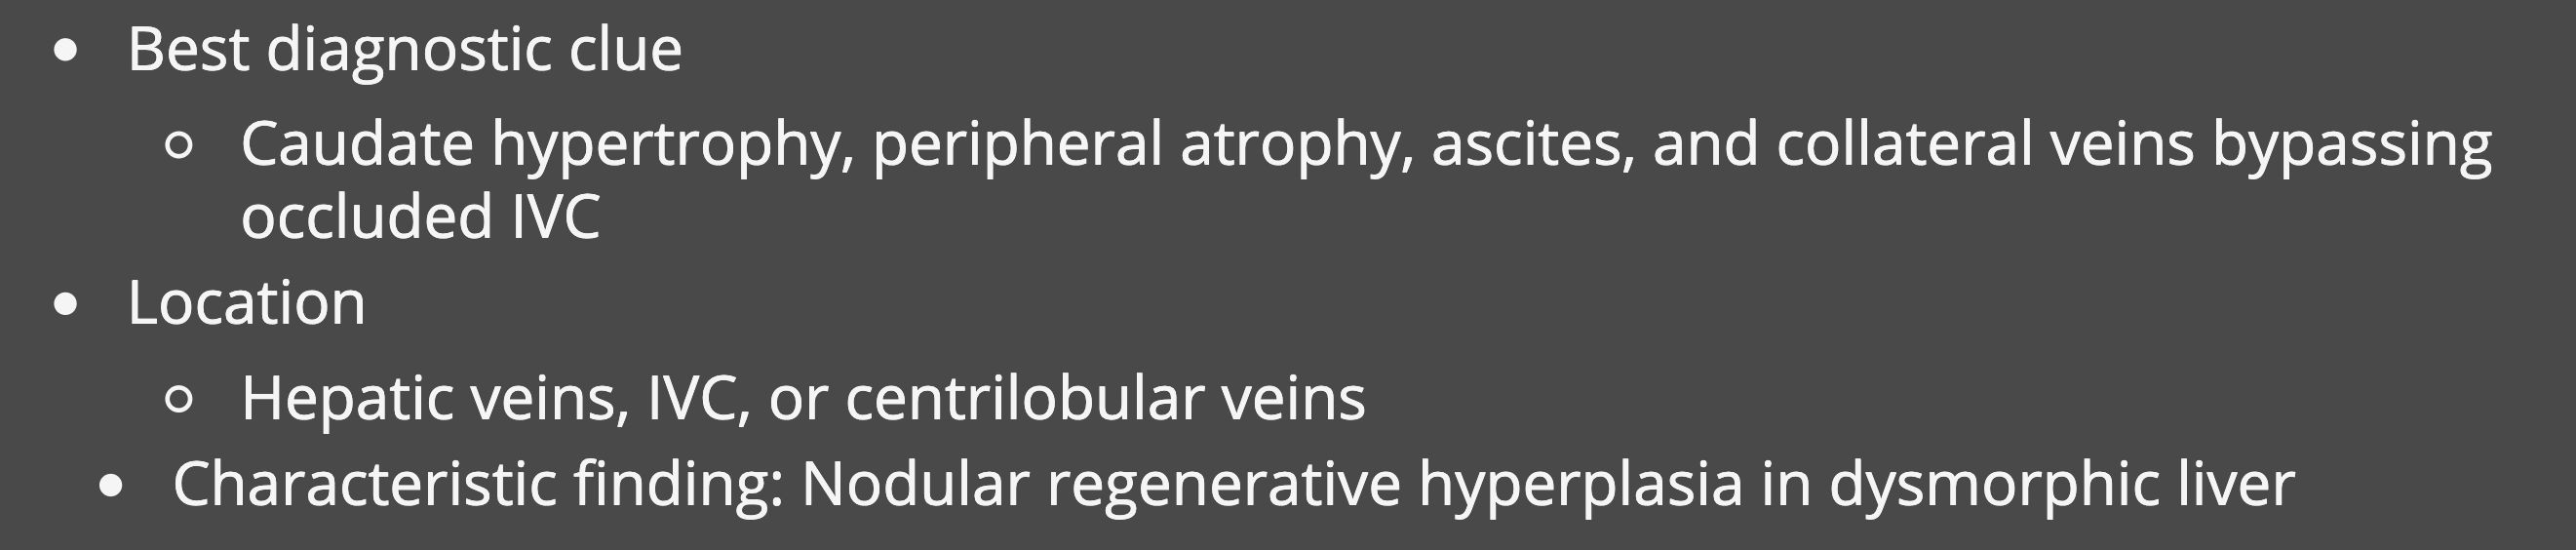 • Best diagnostic clue
○ Caudate hypertrophy, peripheral atrophy, ascites, and collateral veins bypassing
occluded IVC
• Location
○ Hepatic veins, IVC, or centrilobular veins
• Characteristic finding: Nodular regenerative hyperplasia in dysmorphic liver